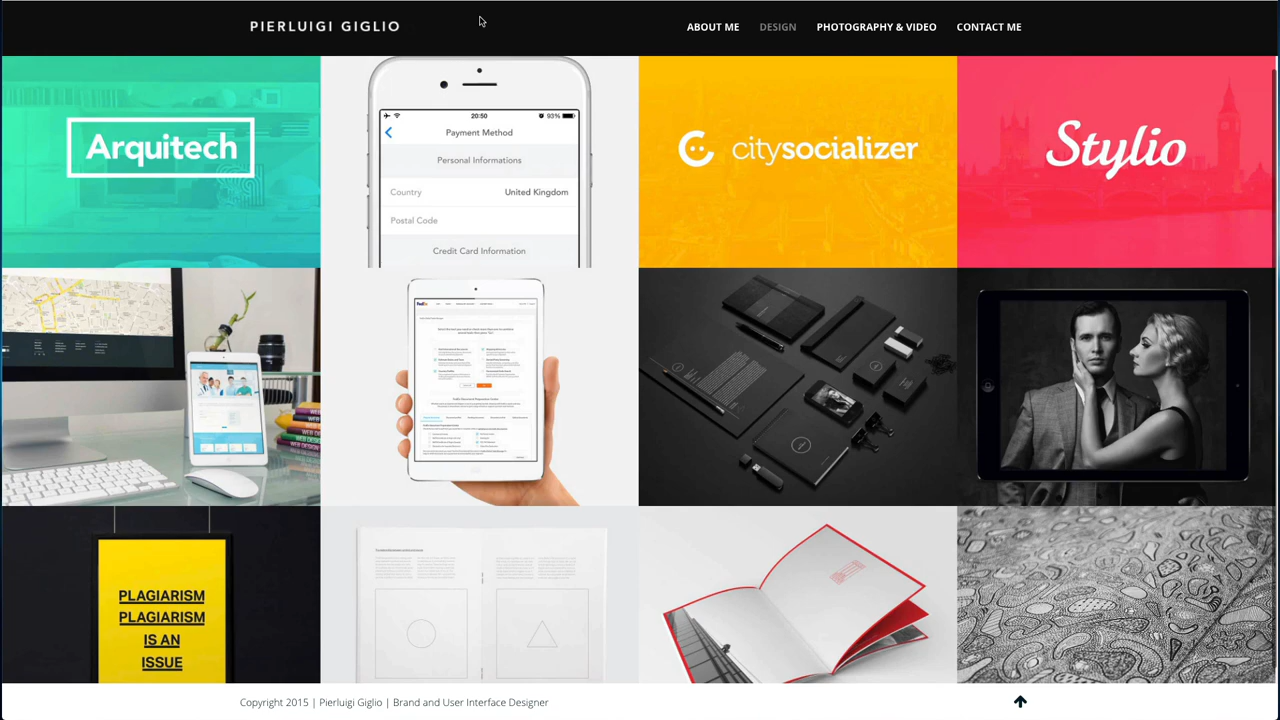 PIERLUIGI GIGLIO
ABOUT ME
DESIGN
PHOTOGRAPHY & VIDEO
CONTACT ME
Arquitech
20:50
93%
Payment Method
Personal Informations
Country
United Kingdom
Postal Code
Credit Card Information
citysocializer
Stylio
FedEx
PLAGIARISM
PLAGIARISM
IS AN
ISSUE
Copyright 2015 | Pierluigi Giglio | Brand and User Interface Designer